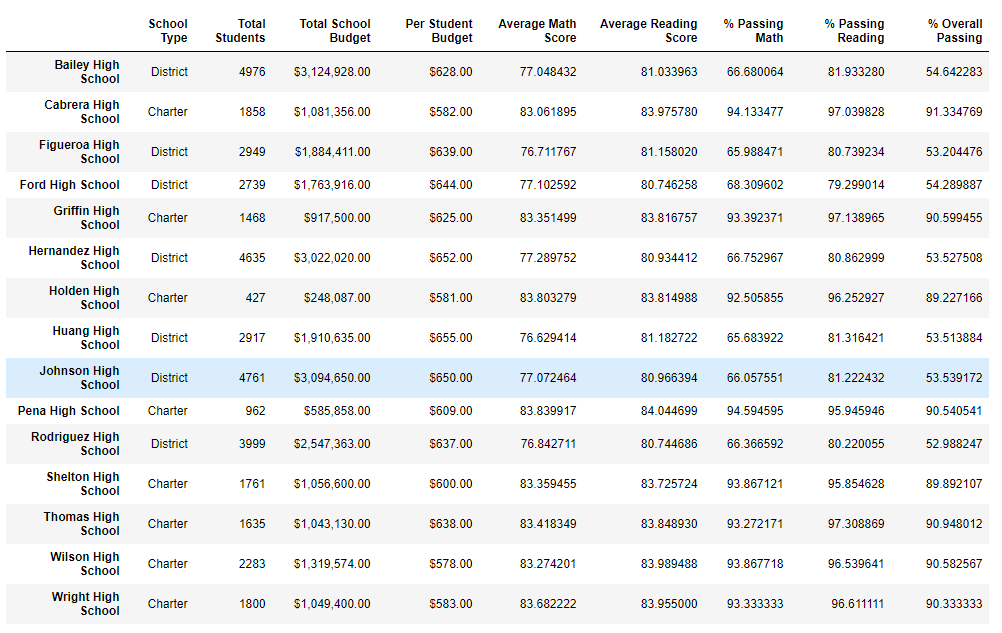 School Total Total School Per Student Average Math Average Reading % Passing % Passing % Overall
Type Students Budget Budget Score Score Math Reading Passing
Bailey High School District 4976 $3,124,928.00 $628.00 77.048432 81.033963 66.680064 81.933280 54.642283
Cabrera High School Charter 1858 $1,081,356.00 $582.00 83.061895 83.975780 94.133477 97.039828 91.334769
Figueroa High School District 2949 $1,884,411.00 $639.00 76.711767 81.158020 65.988471 80.739234 53.204476
Ford High School District 2739 $1,763,916.00 $644.00 77.102592 80.746258 68.309602 79.299014 54.289887
Griffin High School Charter 1468 $917,500.00 $625.00 83.351499 83.816757 93.392371 97.138965 90.599455
Hernandez High School District 4635 $3,022,020.00 $652.00 77.289752 80.934412 66.752967 80.862999 53.527508
Holden High School Charter 427 $248,087.00 $581.00 83.803279 83.814988 92.505855 96.252927 89.227166
Huang High School District 2917 $1,910,635.00 $655.00 76.629414 81.182722 65.683922 81.316421 53.513884
Johnson High School District 4761 $3,094,650.00 $650.00 77.072464 80.966394 66.057551 81.222432 53.539172
Pena High School Charter 962 $585,858.00 $609.00 83.839917 84.044699 94.594595 95.945946 90.540541
Rodriguez High School District 3999 $2,547,363.00 $637.00 76.842711 80.744686 66.366592 80.220055 52.988247
Shelton High School Charter 1761 $1,056,600.00 $600.00 83.359455 83.725724 93.867121 95.854628 89.892107
Thomas High School Charter 1635 $1,043,130.00 $638.00 83.418349 83.848930 93.272171 97.308869 90.948012
Wilson High School Charter 2283 $1,319,574.00 $578.00 83.274201 83.989488 93.867718 96.539641 90.582567
Wright High School Charter 1800 $1,049,400.00 $583.00 83.682222 83.955000 93.333333 96.611111 90.333333